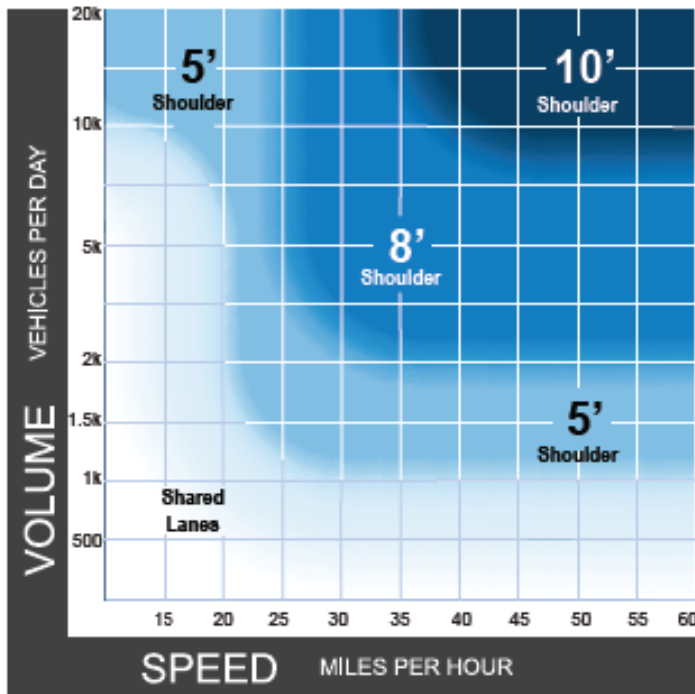 20k
10k
5k
2k
1.5k
1k
500
VOLUME VEHICLES PER DAY
5’
Shoulder
10’
Shoulder
8’
Shoulder
5’
Shoulder
Shared
Lanes
15 20 25 30 35 40 45 50 55 60
SPEED MILES PER HOUR